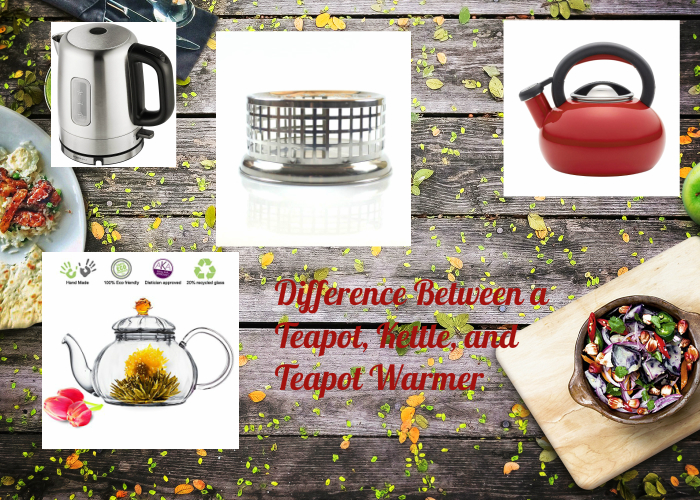 Hand Made
100% Eco friendly
Dietician approved
20% recycled glass
Difference Between a
Teapot, Kettle, and
Teapot Warmer